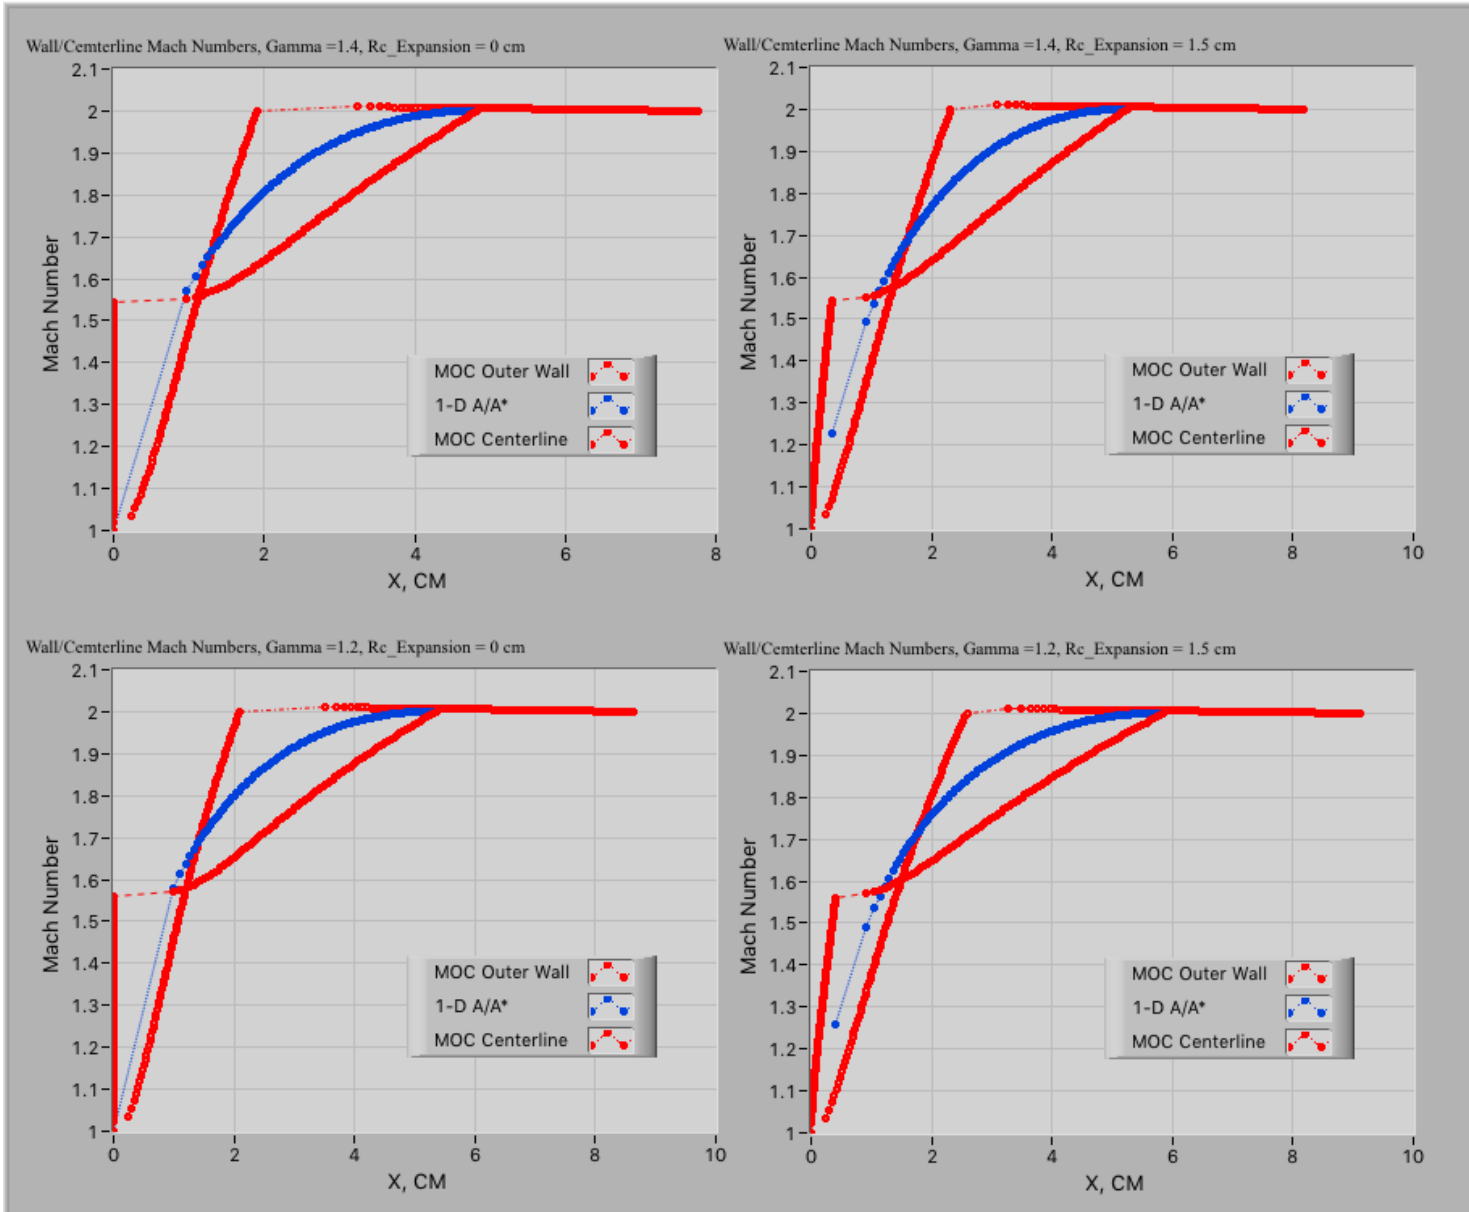 Wall/Cemterline Mach Numbers, Gamma =1.4, Rc_Expansion = 0 cm
2.1
2
1.9
1.8
1.7
1.6
1.5
1.4
1.3
1.2
1.1
1
Mach Number
MOC Outer Wall
1-D A/A*
MOC Centerline
0 2 4 6 8
X, CM
Wall/Cemterline Mach Numbers, Gamma =1.4, Rc_Expansion = 1.5 cm
2.1
2
1.9
1.8
1.7
1.6
1.5
1.4
1.3
1.2
1.1
1
Mach Number
MOC Outer Wall
1-D A/A*
MOC Centerline
0 2 4 6 8 10
X, CM
Wall/Cemterline Mach Numbers, Gamma =1.2, Rc_Expansion = 0 cm
2.1
2
1.9
1.8
1.7
1.6
1.5
1.4
1.3
1.2
1.1
1
Mach Number
MOC Outer Wall
1-D A/A*
MOC Centerline
0 2 4 6 8 10
X, CM
Wall/Cemterline Mach Numbers, Gamma =1.2, Rc_Expansion = 1.5 cm
2.1
2
1.9
1.8
1.7
1.6
1.5
1.4
1.3
1.2
1.1
1
Mach Number
MOC Outer Wall
1-D A/A*
MOC Centerline
0 2 4 6 8 10
X, CM